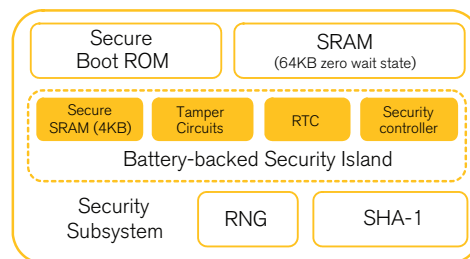 Secure
Boot ROM
SRAM
(64KB zero wait state)
Secure
SRAM (4KB)
Tamper
Circuits
RTC
Security
controller
Battery-backed Security Island
Security
Subsystem
RNG
SHA-1